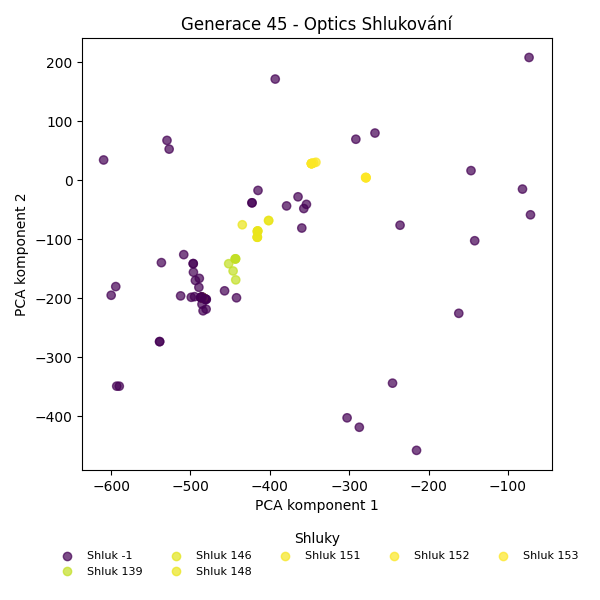 Generace 45 - Optics Shlukování
200
100
0
−100
−200
−300
−400
PCA komponent 2
−600
−500
−400
−300
−200
−100
PCA komponent 1
Shluky
Shluk -1
Shluk 146
Shluk 151
Shluk 152
Shluk 153
Shluk 139
Shluk 148